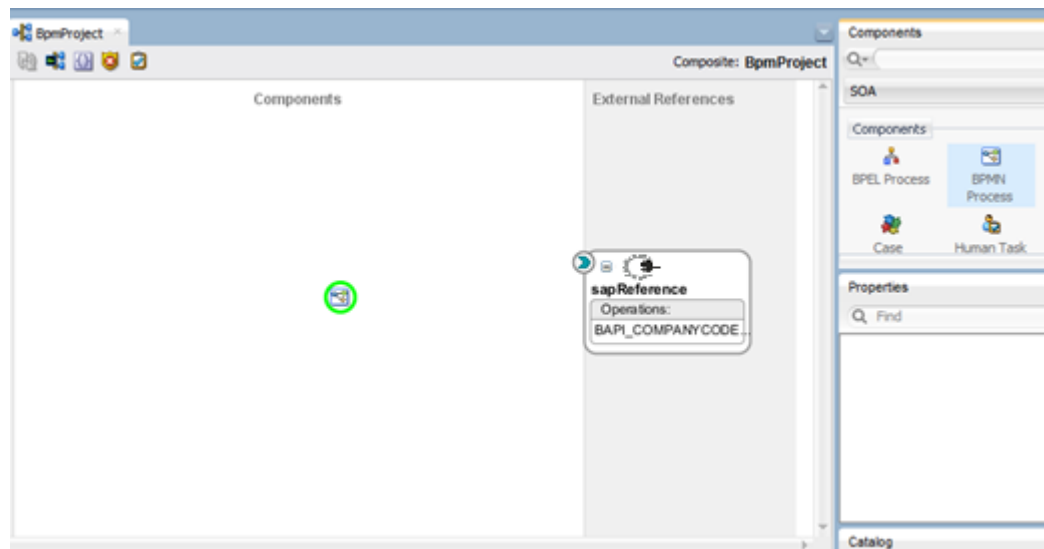 BpmProject
Composite: BpmProject
Components
External References
sapReference
Operations:
BAPI_COMPANYCODE...
Components
SOA
Components
BPEL Process
BPMN
Process
Case
Human Task
Properties
Find
Catalog